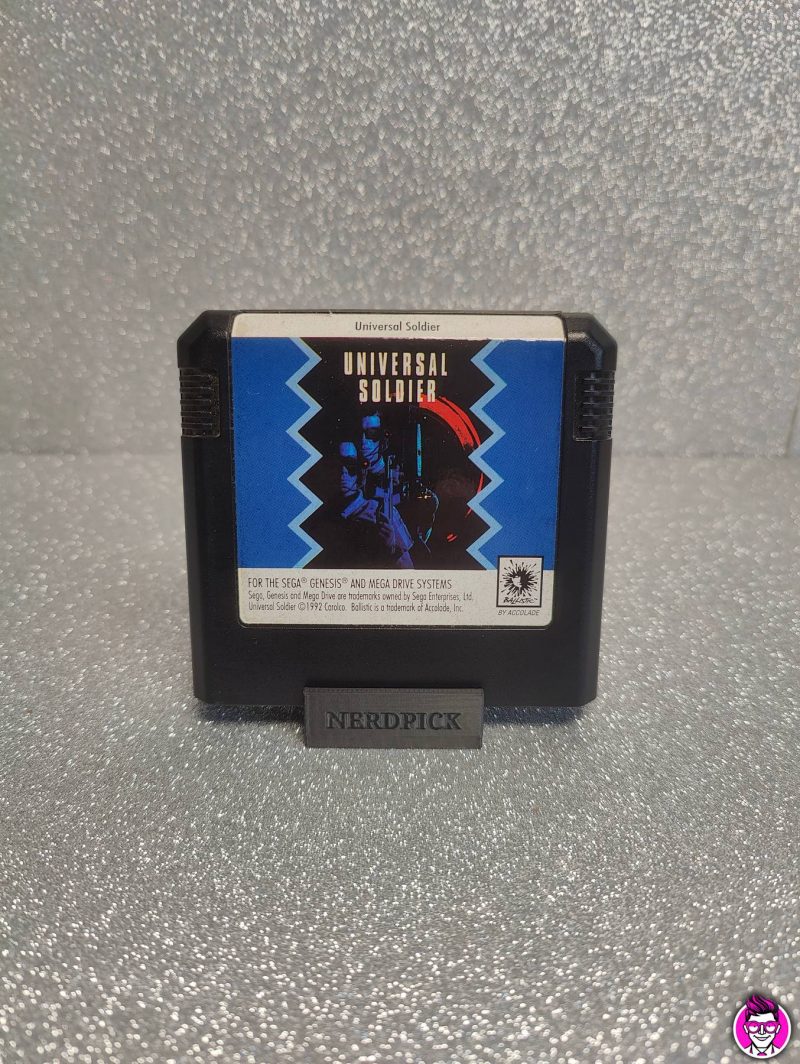 Universal Soldier
UNIVERSAL
SOLDIER
FOR THE SEGA® GENESIS® AND MEGA DRIVE SYSTEMS
Sega, Genesis and Mega Drive are trademarks owned by Sega Enterprises, Ltd.
Universal Soldier ©1992 Carolco. Ballistic is a trademark of Accolade, Inc.
BALLISTIC™
BY ACCOLADE
NERDPICK